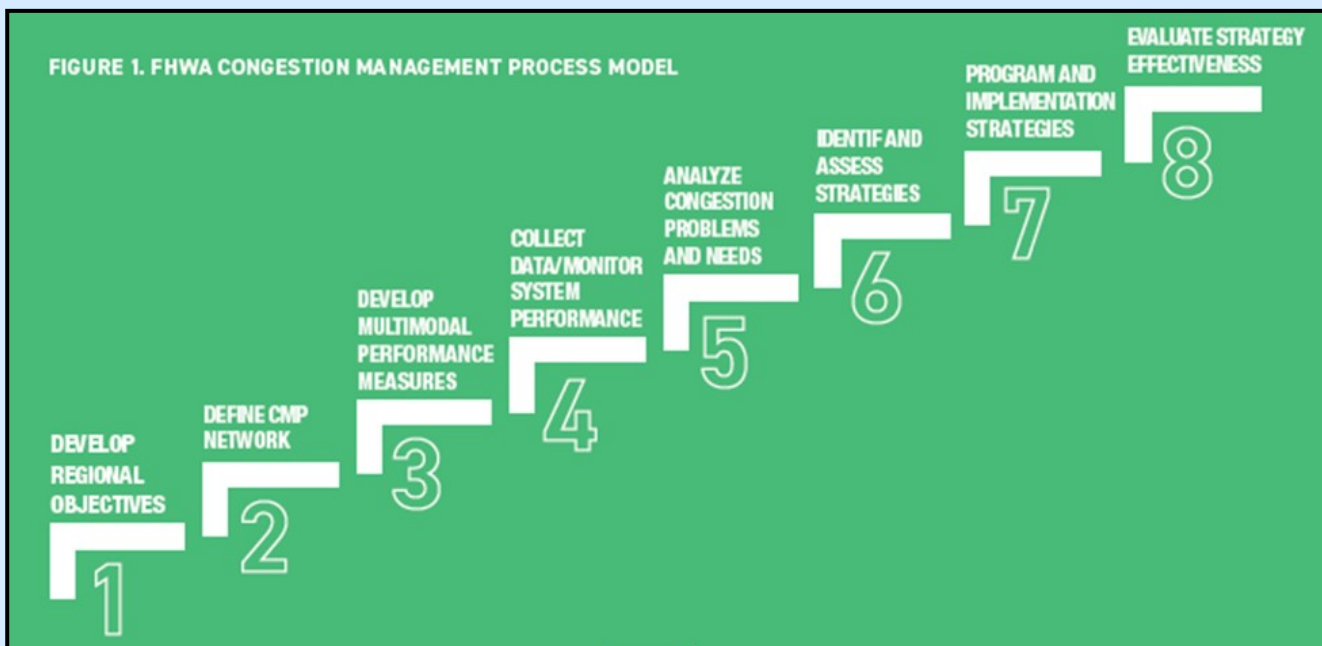 FIGURE 1. FHWA CONGESTION MANAGEMENT PROCESS MODEL
DEVELOP
REGIONAL
OBJECTIVES
1
DEFINE CMP
NETWORK
2
DEVELOP
MULTIMODAL
PERFORMANCE
MEASURES
3
COLLECT
DATA/MONITOR
SYSTEM
PERFORMANCE
4
ANALYZE
CONGESTION
PROBLEMS
AND NEEDS
5
IDENTIF AND
ASSESS
STRATEGIES
6
PROGRAM AND
IMPLEMENTATION
STRATEGIES
7
EVALUATE STRATEGY
EFFECTIVENESS
8